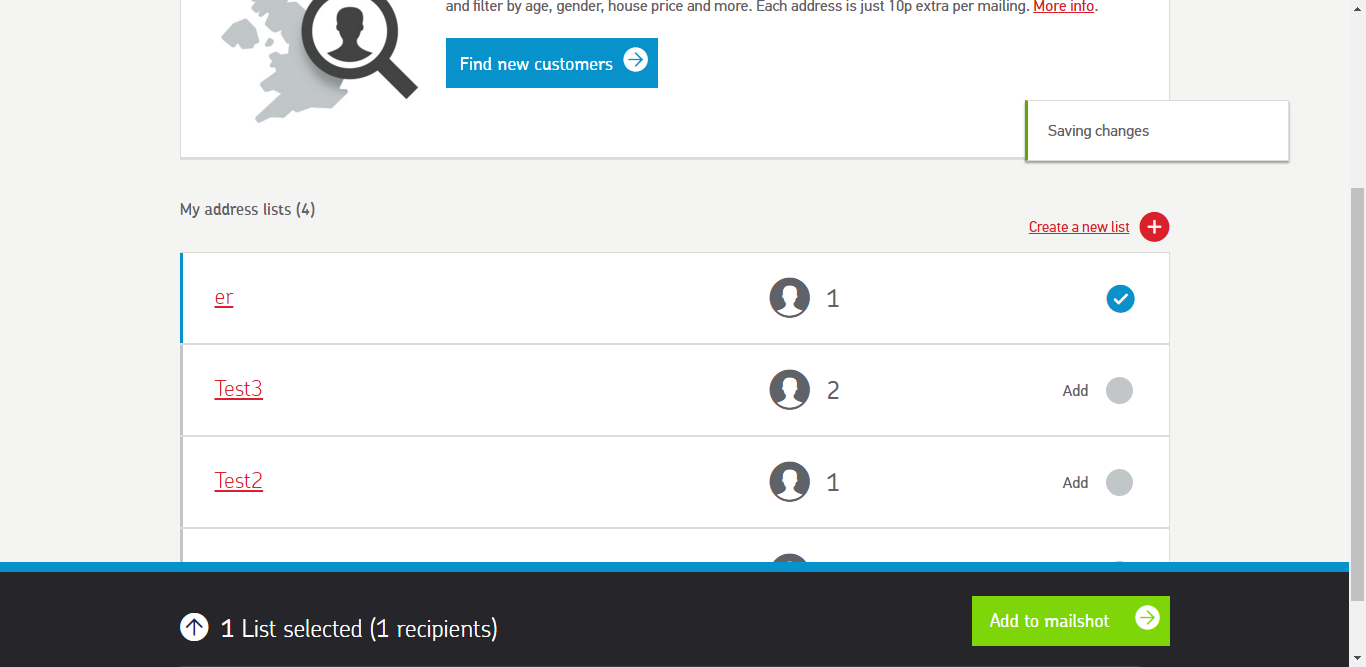 and filter by age, gender, house price and more. Each address is just 10p extra per mailing. More info.
Find new customers
Saving changes
My address lists (4)
Create a new list
er
1
Test3
2
Add
Test2
1
Add
1 List selected (1 recipients)
Add to mailshot